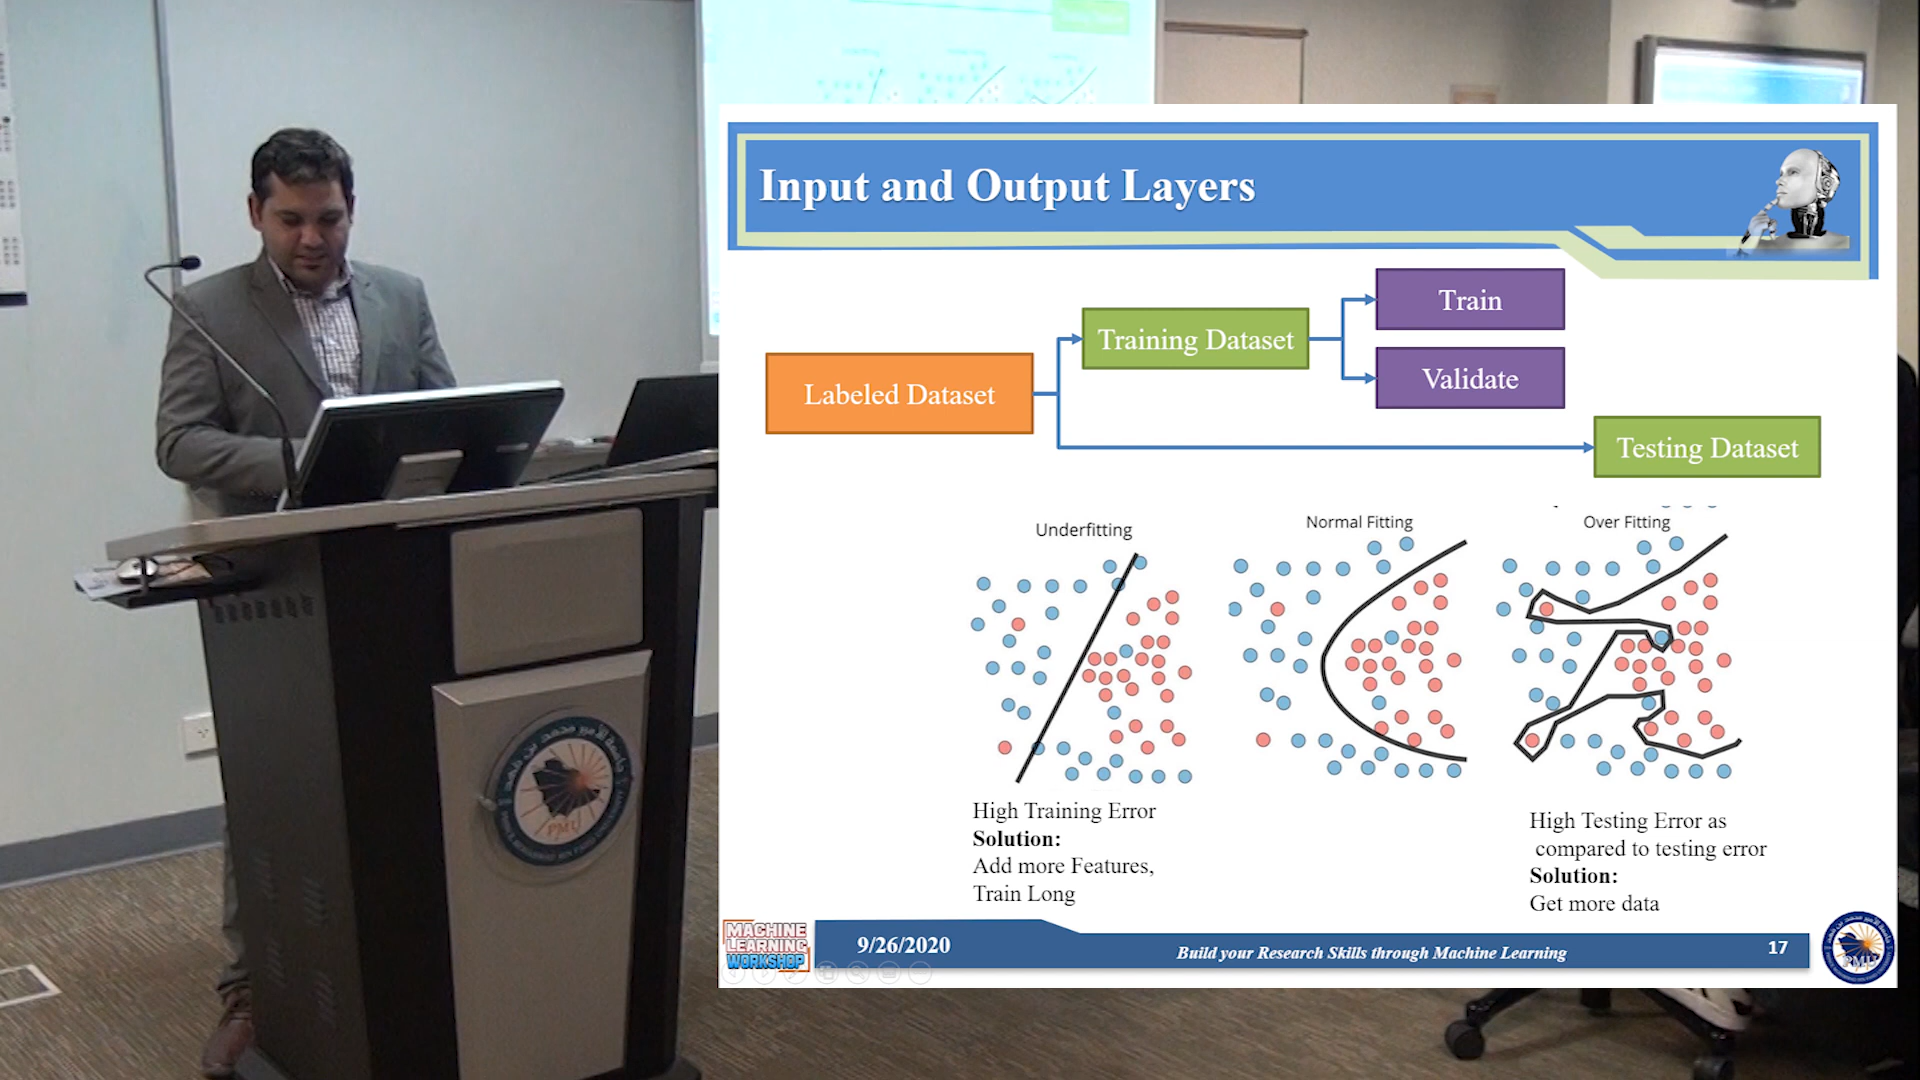 Input and Output Layers
Labeled Dataset
Training Dataset
Train
Validate
Testing Dataset
Underfitting
Normal Fitting
Over Fitting
High Training Error
Solution:
Add more Features,
Train Long
High Testing Error as
compared to testing error
Solution:
Get more data
MACHINE
LEARNING
WORKSHOP
9/26/2020
Build your Research Skills through Machine Learning
17
PMU
PMU